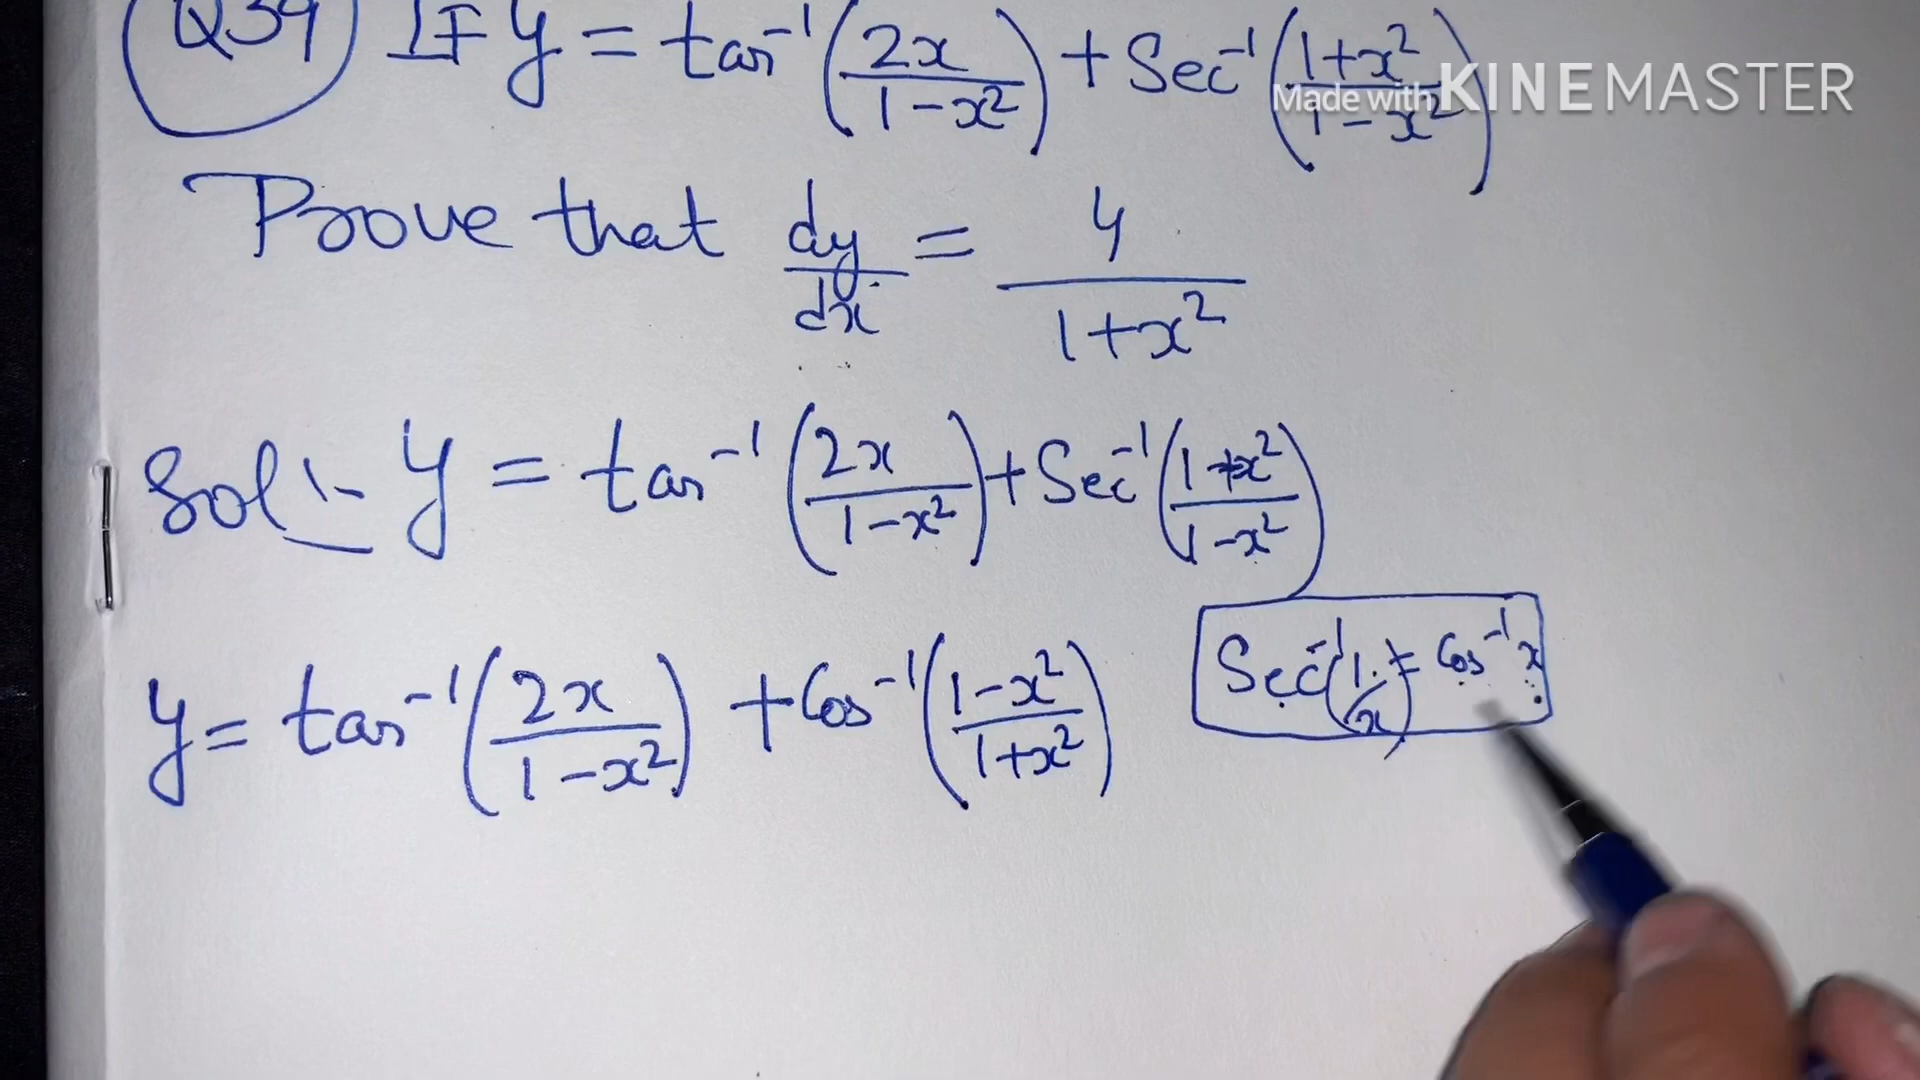 Q39 IF y = tan⁻¹(2x/1-x²) + Sec⁻¹(1+x²/1-x²)
Made with KINEMASTER
Prove that dy/dx = 4/1+x²
Sol:- y = tan⁻¹(2x/1-x²) + Sec⁻¹(1+x²/1-x²)
y = tan⁻¹(2x/1-x²) + Cos⁻¹(1-x²/1+x²)
Sec⁻¹(1/x) = Cos⁻¹x